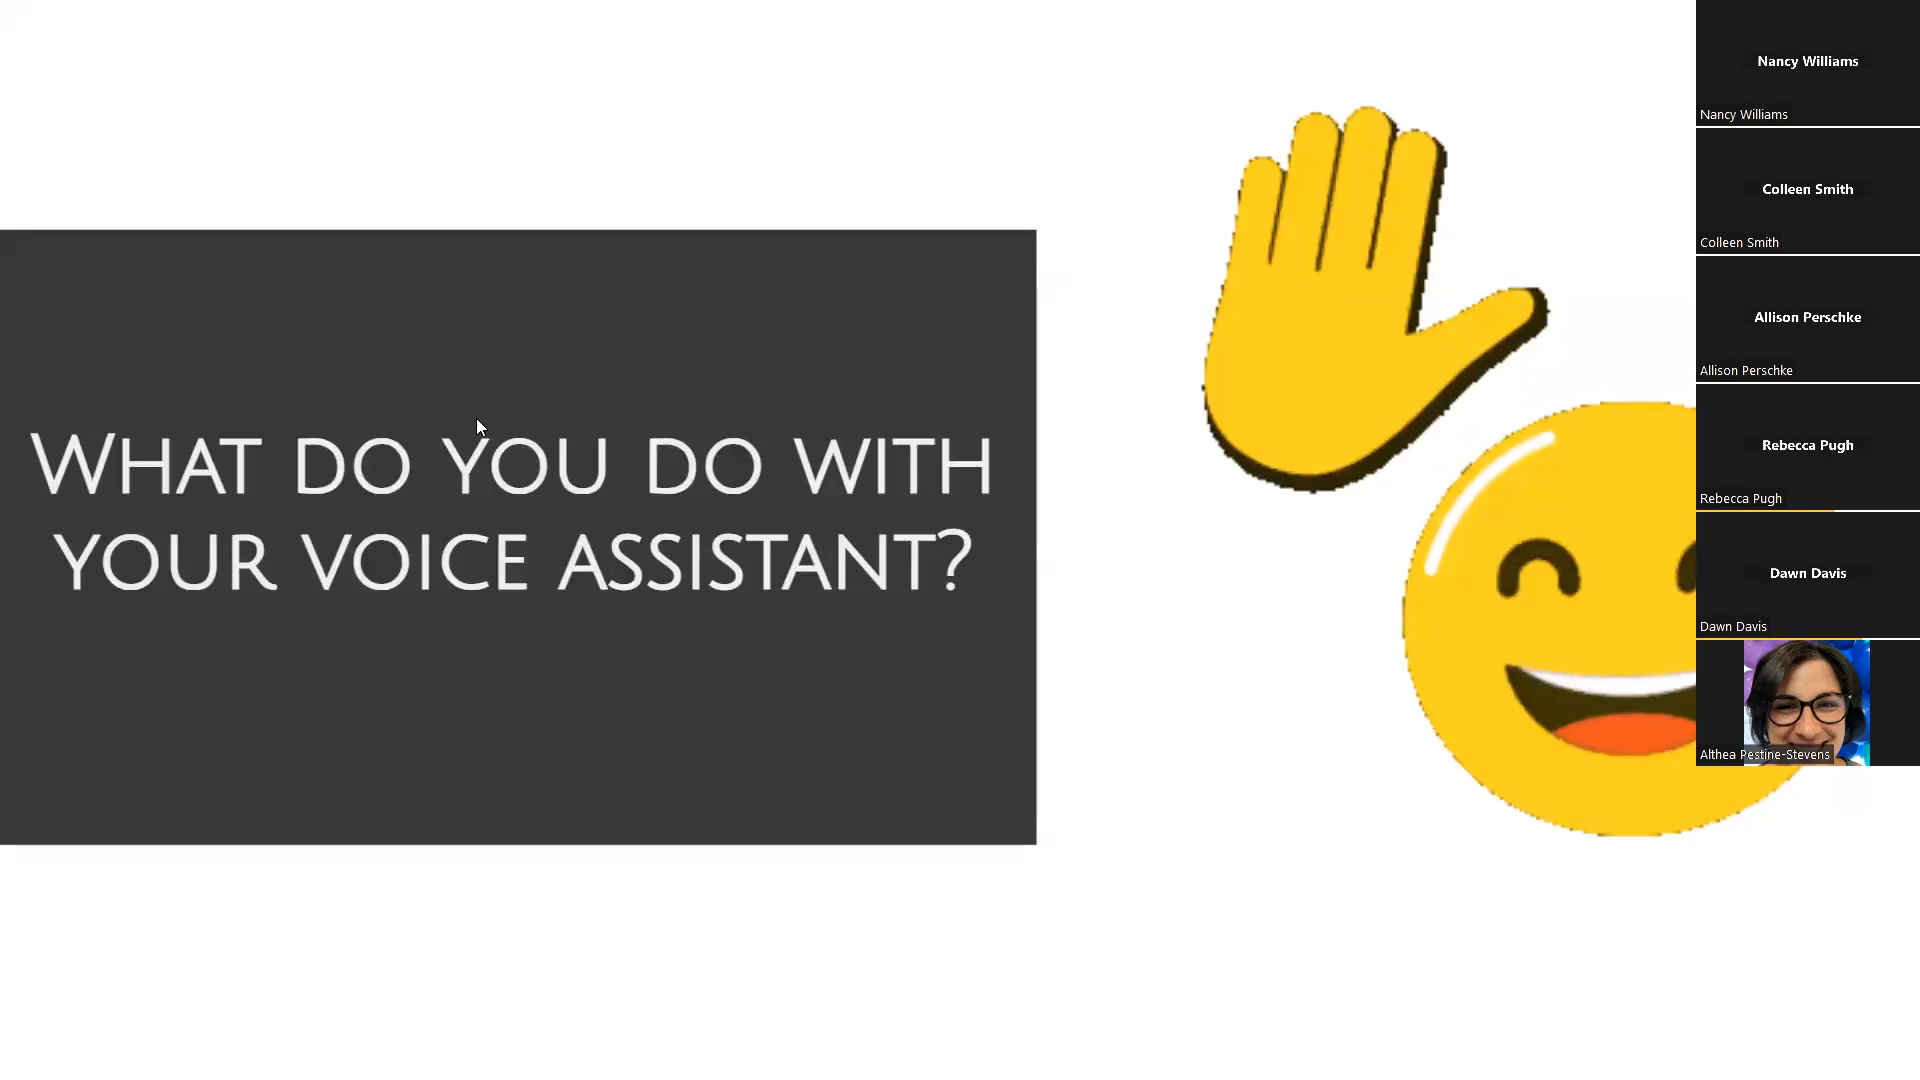 WHAT DO YOU DO WITH
YOUR VOICE ASSISTANT?
Nancy Williams
Nancy Williams
Colleen Smith
Colleen Smith
Allison Perschke
Allison Perschke
Rebecca Pugh
Rebecca Pugh
Dawn Davis
Dawn Davis
Althea Pestine-Stevens